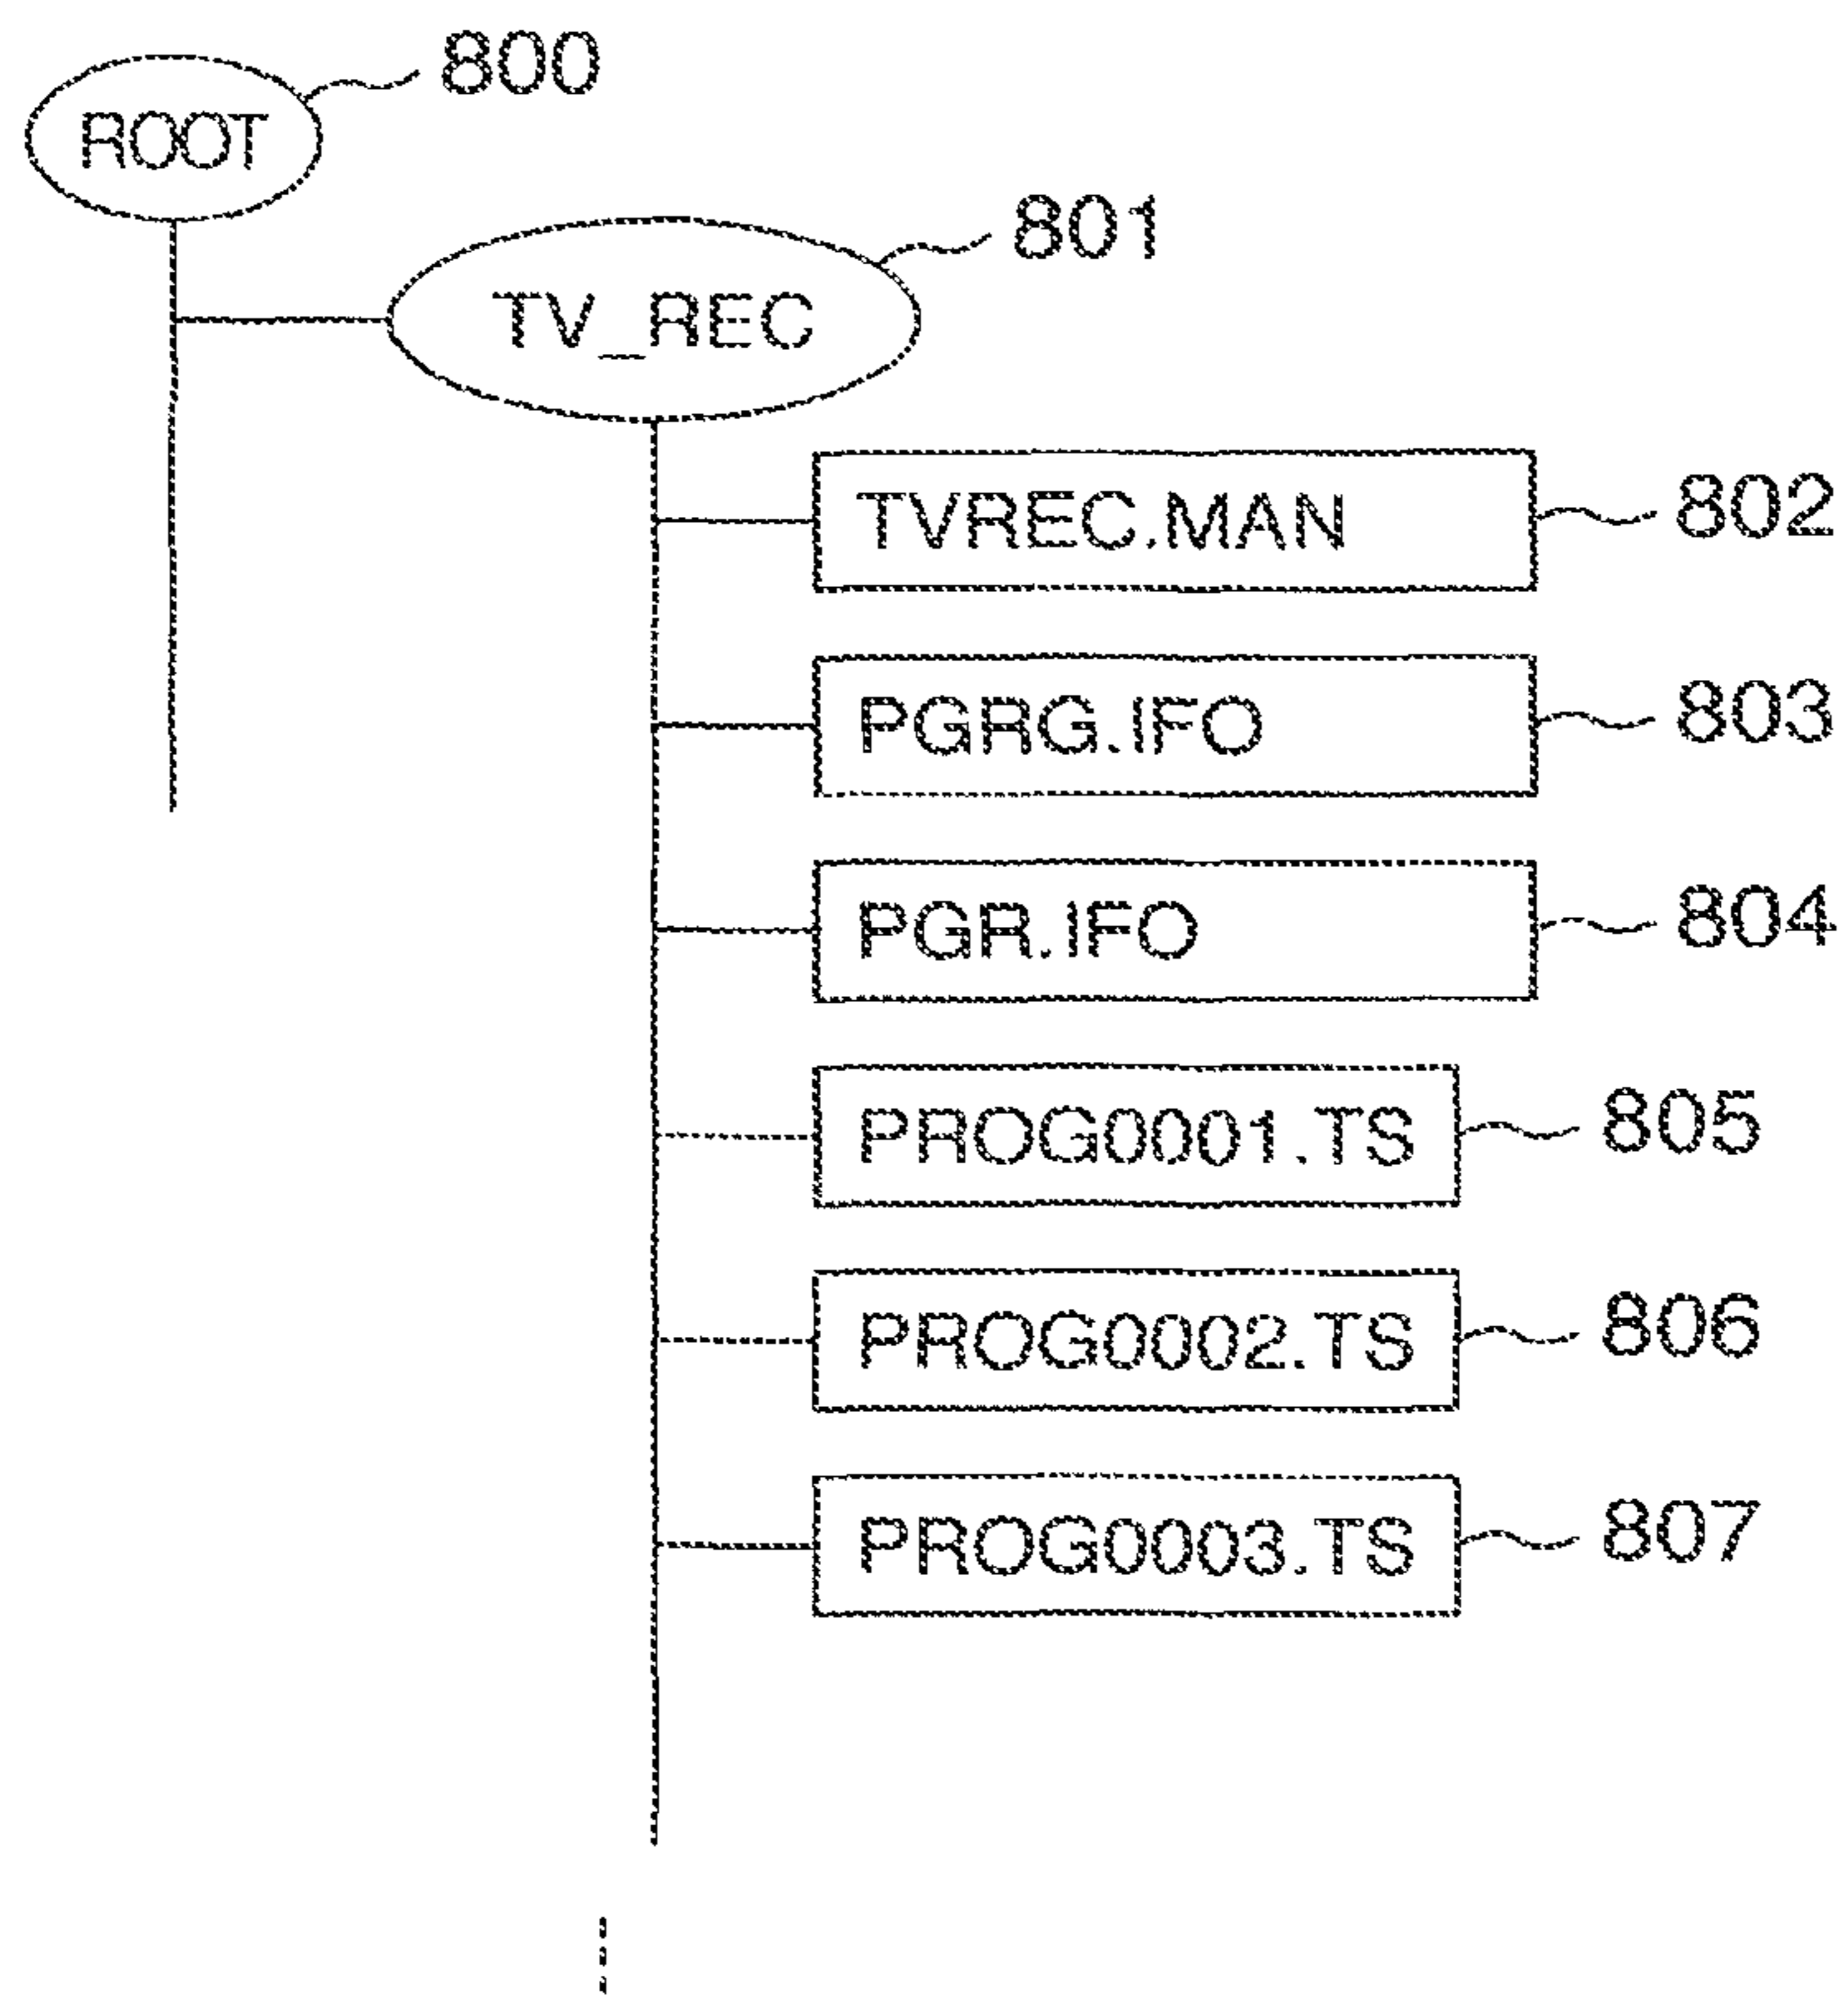 ROOT 800
TV_REC 801
TVREC.MAN 802
PGRG.IFO 803
PGR.IFO 804
PROG0001.TS 805
PROG0002.TS 806
PROG0003.TS 807